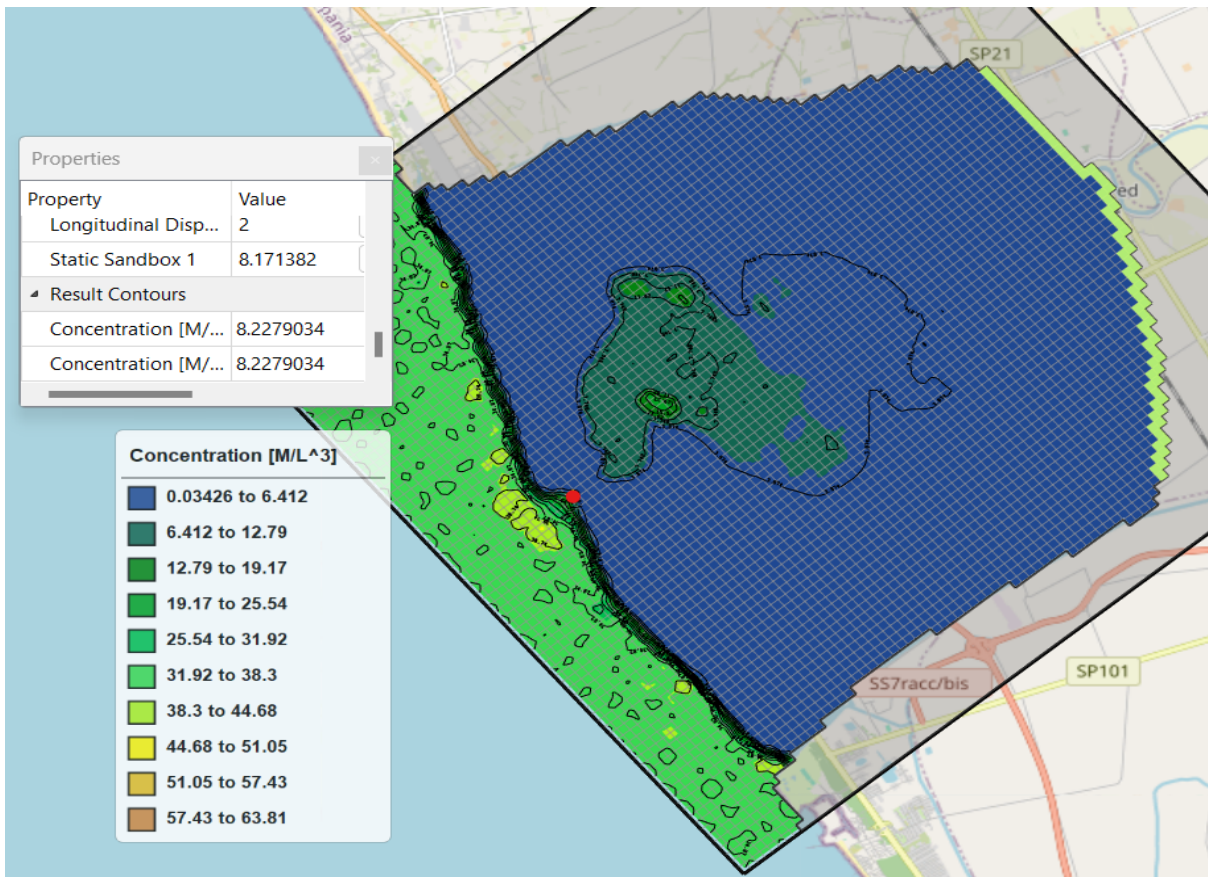 pania
SP21
Properties
×
Property Value
Longitudinal Disp... 2
Static Sandbox 1 8.171382
Result Contours
Concentration [M/... 8.2279034
Concentration [M/... 8.2279034
ed
Concentration [M/L^3]
0.03426 to 6.412
6.412 to 12.79
12.79 to 19.17
19.17 to 25.54
25.54 to 31.92
31.92 to 38.3
38.3 to 44.68
44.68 to 51.05
51.05 to 57.43
57.43 to 63.81
SS7racc/bis
SP101